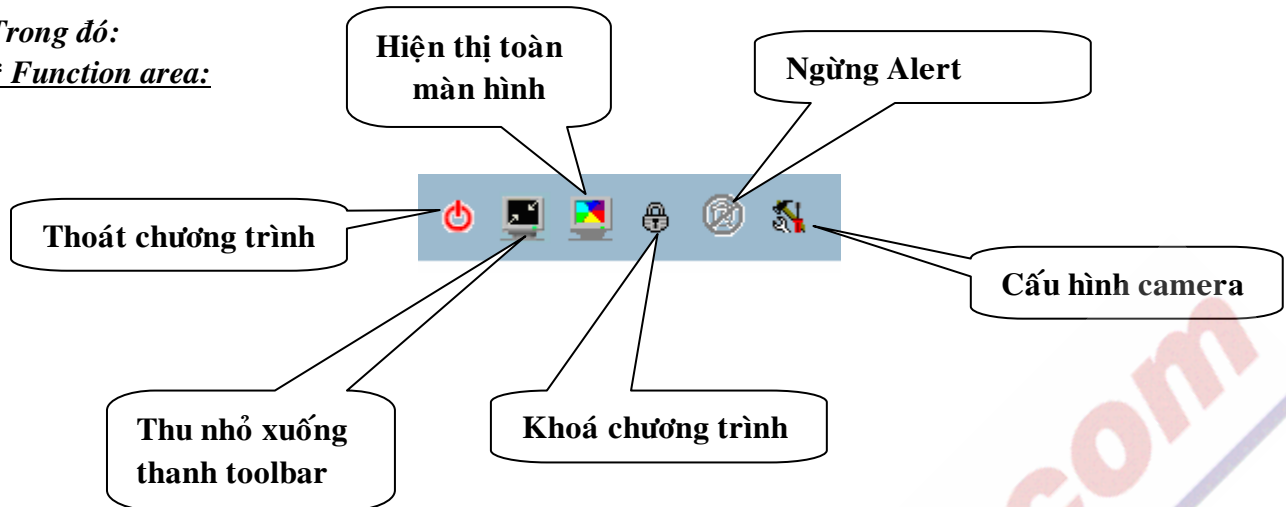 Trong đó:
* Function area:
Hiện thị toàn
màn hình
Ngừng Alert
Thoát chương trình
Cấu hình camera
Thu nhỏ xuống
thanh toolbar
Khoá chương trình
com